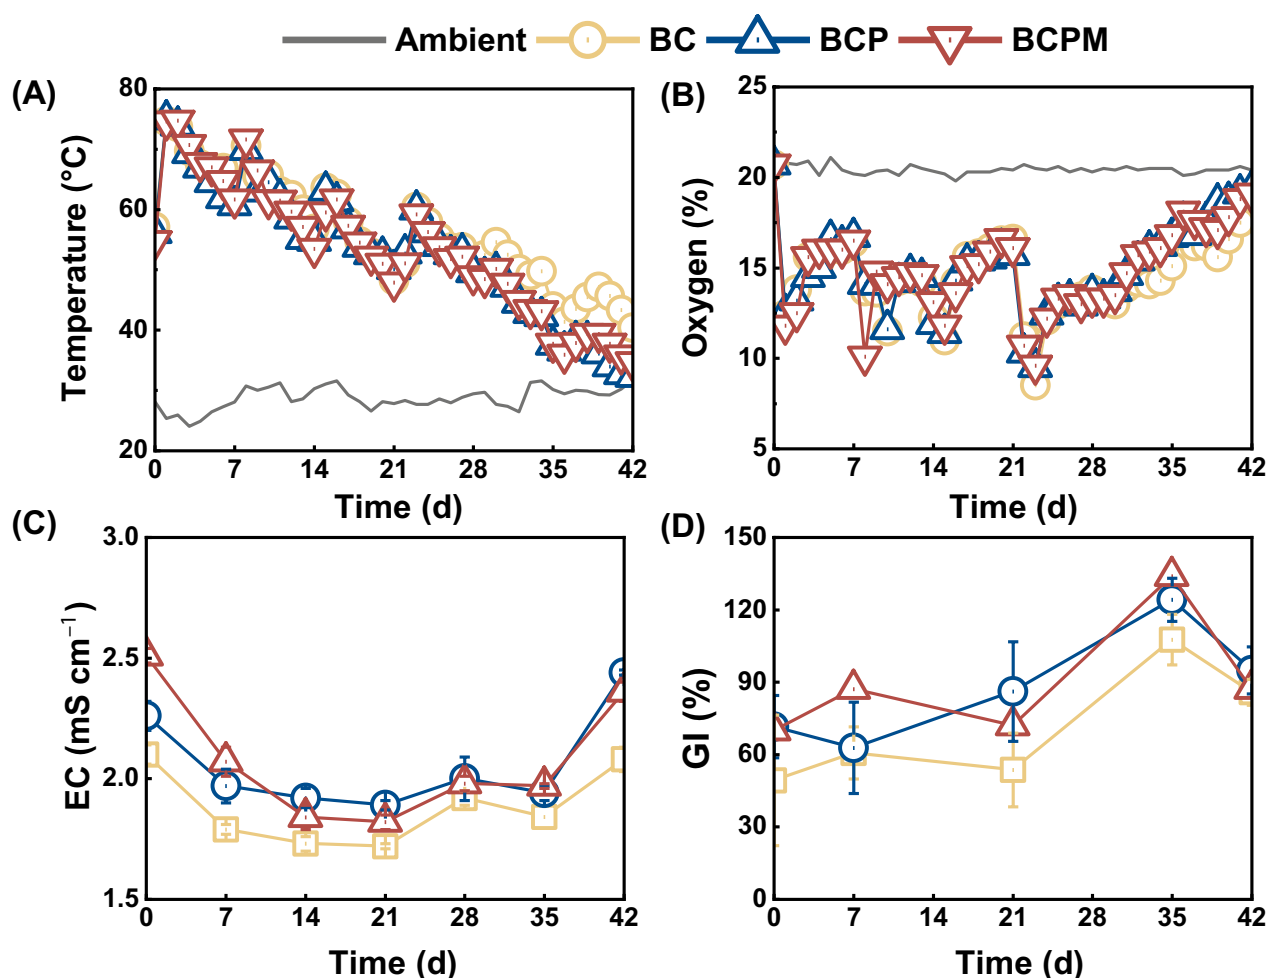 Ambient BC BCP BCPM
(A)
80
60
40
20
Temperature (°C)
0 7 14 21 28 35 42
Time (d)
(B)
25
20
15
10
5
Oxygen (%)
0 7 14 21 28 35 42
Time (d)
(C)
3.0
2.5
2.0
1.5
EC (mS cm⁻¹)
0 7 14 21 28 35 42
Time (d)
(D)
150
120
90
60
30
0
GI (%)
0 7 14 21 28 35 42
Time (d)